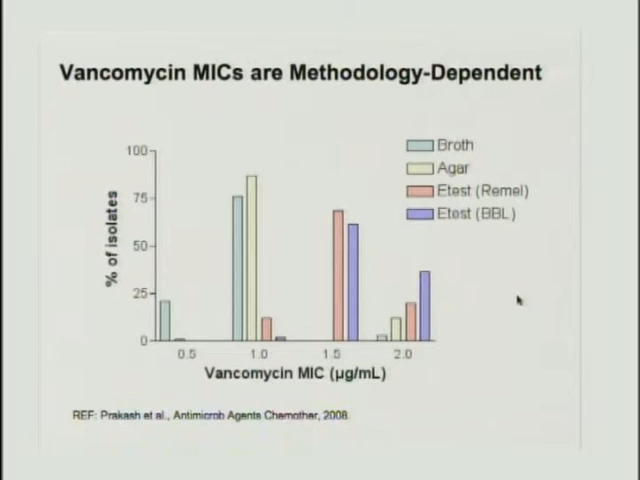 Vancomycin MICs are Methodology-Dependent
Broth
Agar
Etest (Remel)
Etest (BBL)
100
75
50
25
0
% of isolates
0.5 1.0 1.5 2.0
Vancomycin MIC (µg/mL)
REF: Prakash et al., Antimicrob Agents Chemother, 2008